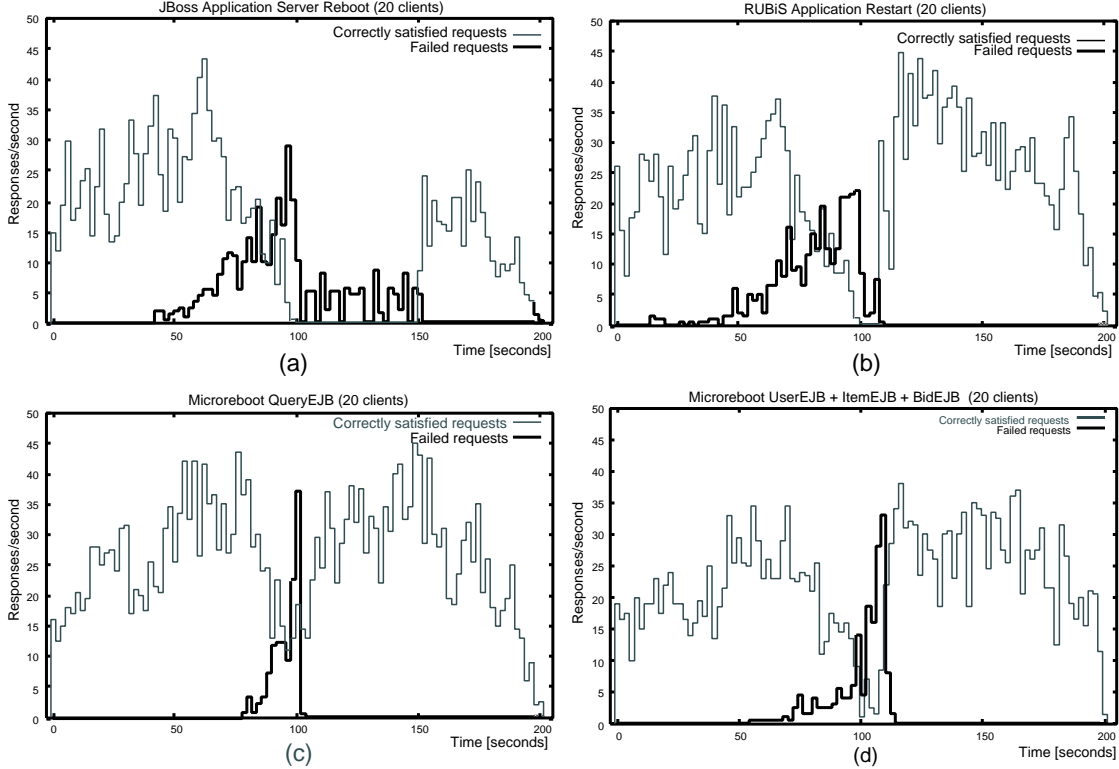 JBoss Application Server Reboot (20 clients)
50
45
40
35
30
25
20
15
10
5
0
Responses/second
Correctly satisfied requests
Failed requests
0
50
100
150
200
Time [seconds]
(a)
RUBiS Application Restart (20 clients)
50
45
40
35
30
25
20
15
10
5
0
Responses/second
Correctly satisfied requests
Failed requests
0
50
100
150
200
Time [seconds]
(b)
Microreboot QueryEJB (20 clients)
50
45
40
35
30
25
20
15
10
5
0
Responses/second
Correctly satisfied requests
Failed requests
0
50
100
150
200
Time [seconds]
(c)
Microreboot UserEJB + ItemEJB + BidEJB (20 clients)
50
45
40
35
30
25
20
15
10
5
0
Responses/second
Correctly satisfied requests
Failed requests
0
50
100
150
200
Time [seconds]
(d)